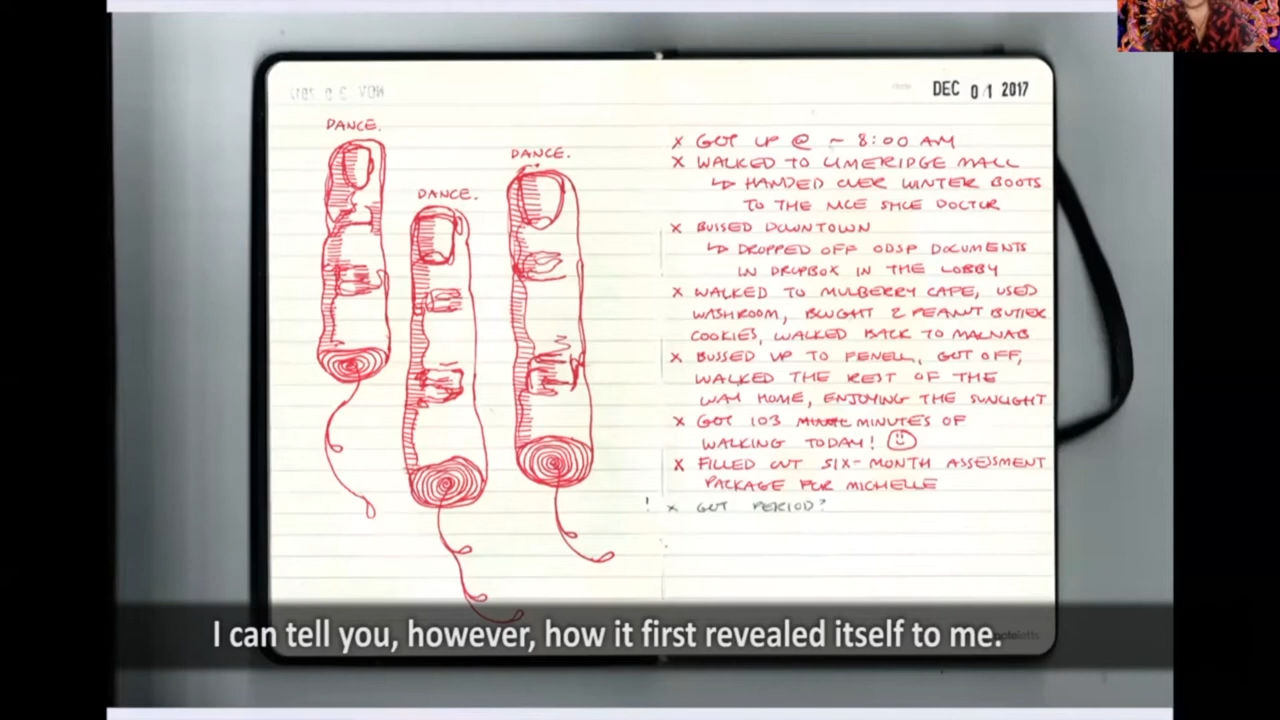 DEC 01 2017
DANCE.
DANCE.
DANCE.
x GOT UP @ ~ 8:00 AM
x WALKED TO LIMERIDGE MALL
↳ HANDED OVER WINTER BOOTS
TO THE NICE SHOE DOCTOR
x BUSSED DOWNTOWN
↳ DROPPED OFF ODSP DOCUMENTS
IN DROPBOX IN THE LOBBY
x WALKED TO MULBERRY CAFE, USED
WASHROOM, BOUGHT 2 PEANUT BUTTER
COOKIES, WALKED BACK TO MACNAB
x BUSSED UP TO FENELL, GOT OFF,
WALKED THE REST OF THE
WAY HOME, ENJOYING THE SUNLIGHT
x GOT 103 MINUTES OF
WALKING TODAY!
x FILLED OUT SIX-MONTH ASSESSMENT
PACKAGE FOR MICHELLE
! x GOT PERIOD?
I can tell you, however, how it first revealed itself to me.